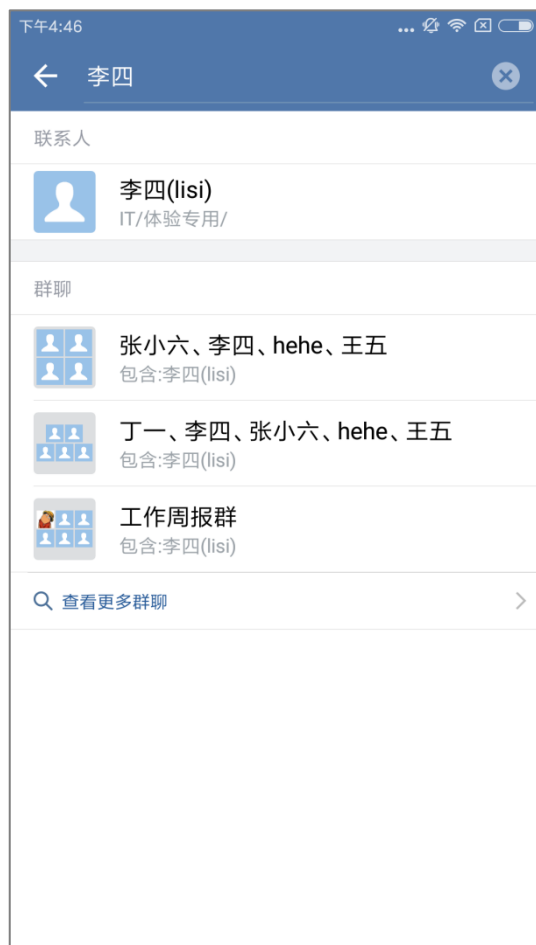 下午4:46
李四
联系人
李四(lisi)
IT/体验专用/
群聊
张小六、李四、hehe、王五
包含:李四(lisi)
丁一、李四、张小六、hehe、王五
包含:李四(lisi)
工作周报群
包含:李四(lisi)
查看更多群聊